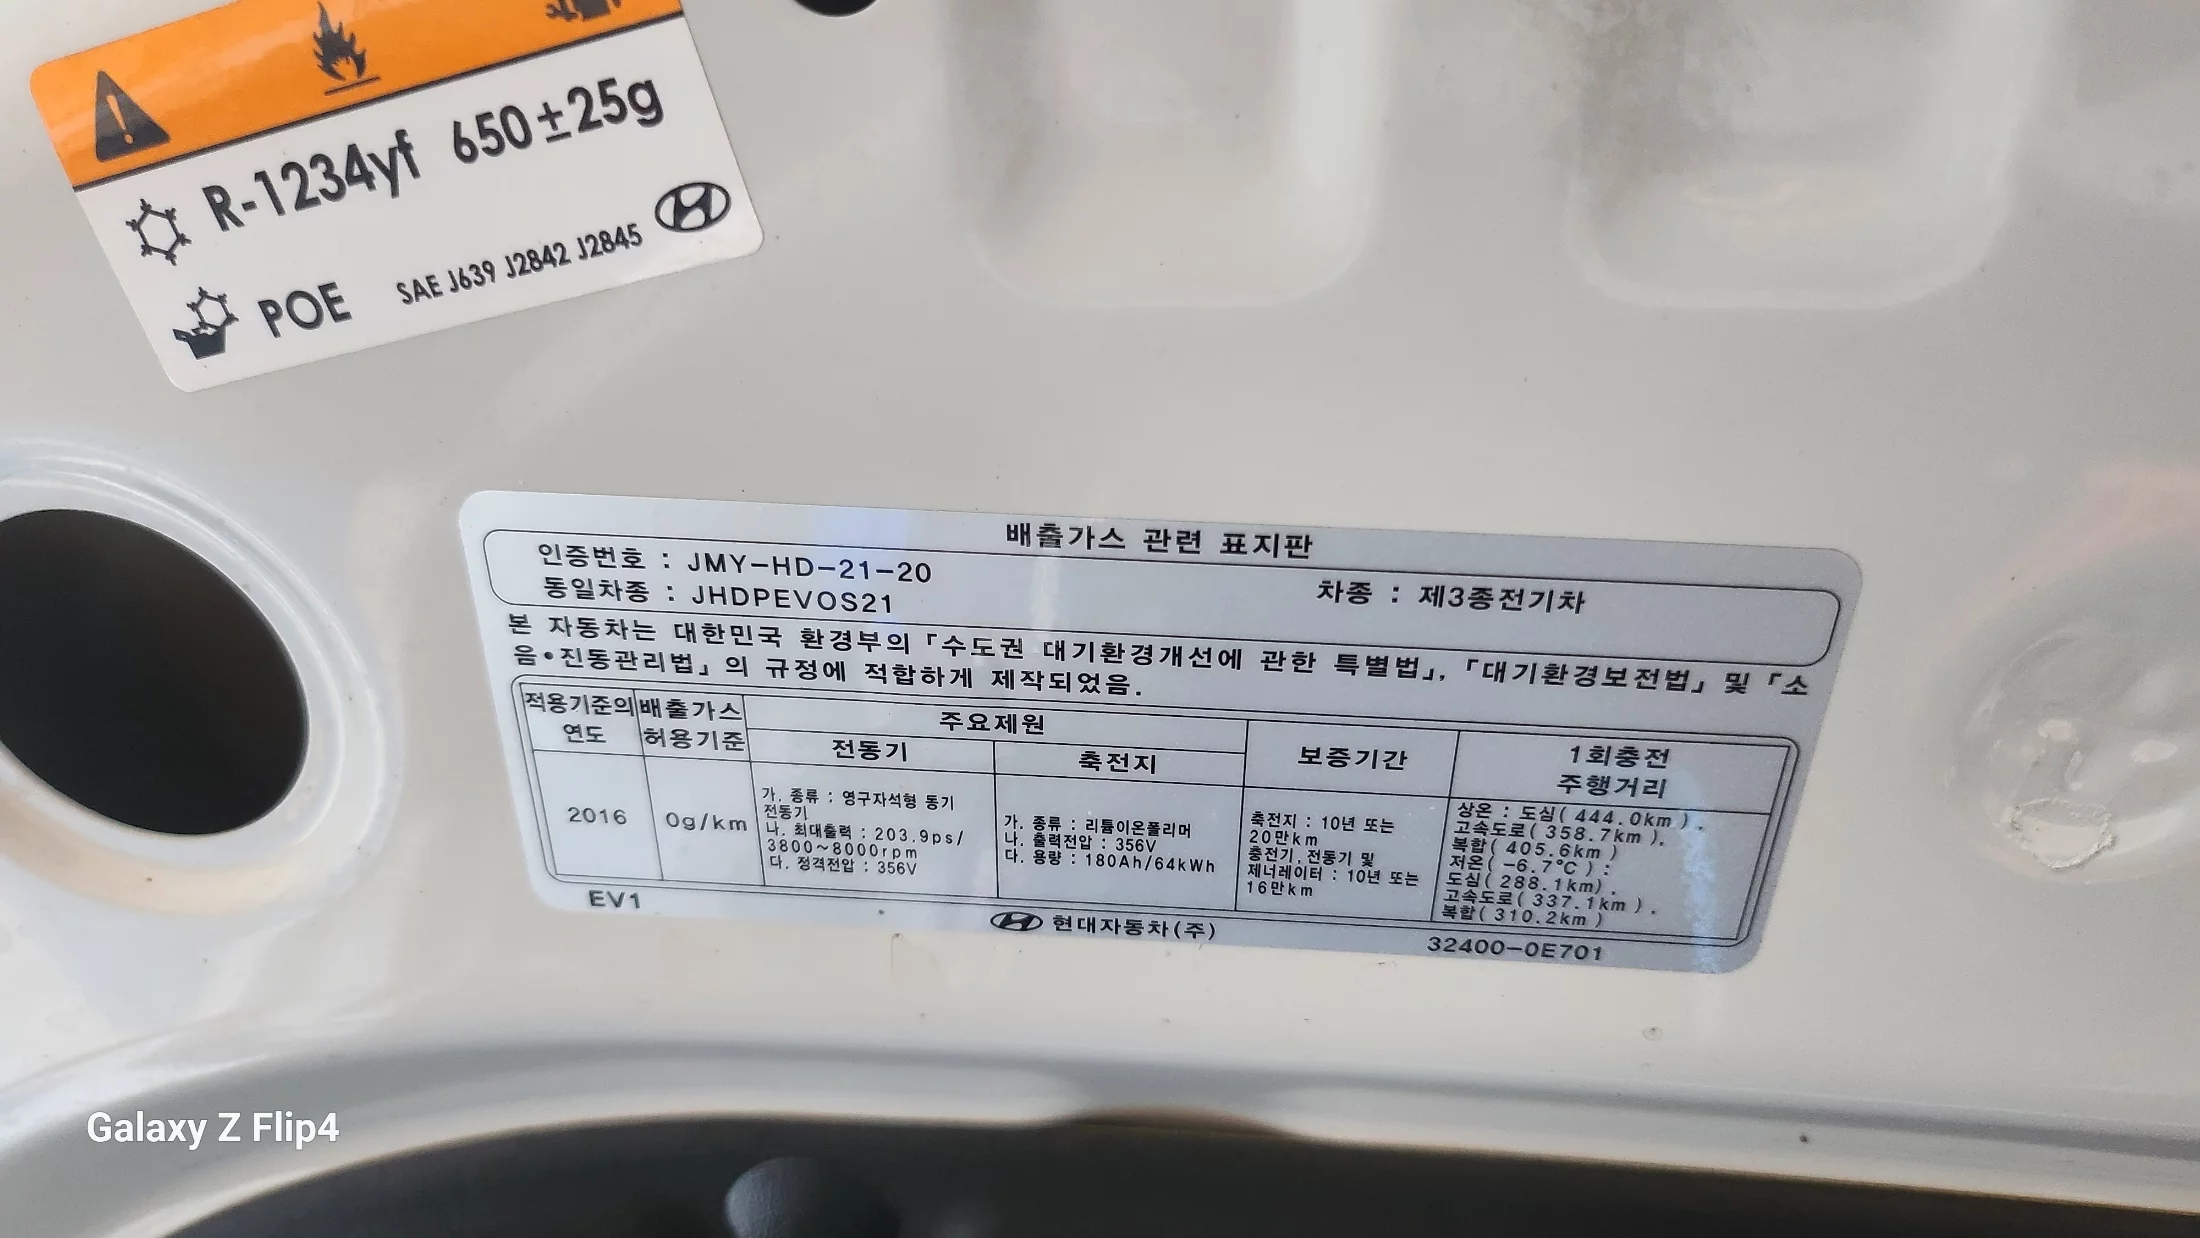 R-1234yf 650±25g
POE SAE J639 J2842 J2845
배출가스 관련 표지판
인증번호 : JMY-HD-21-20
차종 : 제3종전기차
동일차종 : JHDPEVOS21
본 자동차는 대한민국 환경부의 「수도권 대기환경개선에 관한 특별법」, 「대기환경보전법」 및 「소
음•진동관리법」의 규정에 적합하게 제작되었음.
적용기준의
연도
배출가스
허용기준
주요제원
전동기
축전지
보증기간
1회충전
주행거리
2016
0g/km
가. 종류 : 영구자석형 동기
전동기
나. 최대출력 : 203.9ps/
3800~8000rpm
다. 정격전압 : 356V
가. 종류 : 리튬이온폴리머
나. 출력전압 : 356V
다. 용량 : 180Ah/64kWh
축전지 : 10년 또는
20만km
충전기, 전동기 및
제너레이터 : 10년 또는
16만km
상온 : 도심( 444.0km ),
고속도로( 358.7km ),
복합( 405.6km )
저온( -6.7°C ) :
도심( 288.1km),
고속도로( 337.1km ),
복합( 310.2km )
EV1
현대자동차(주)
32400-0E701
Galaxy Z Flip4